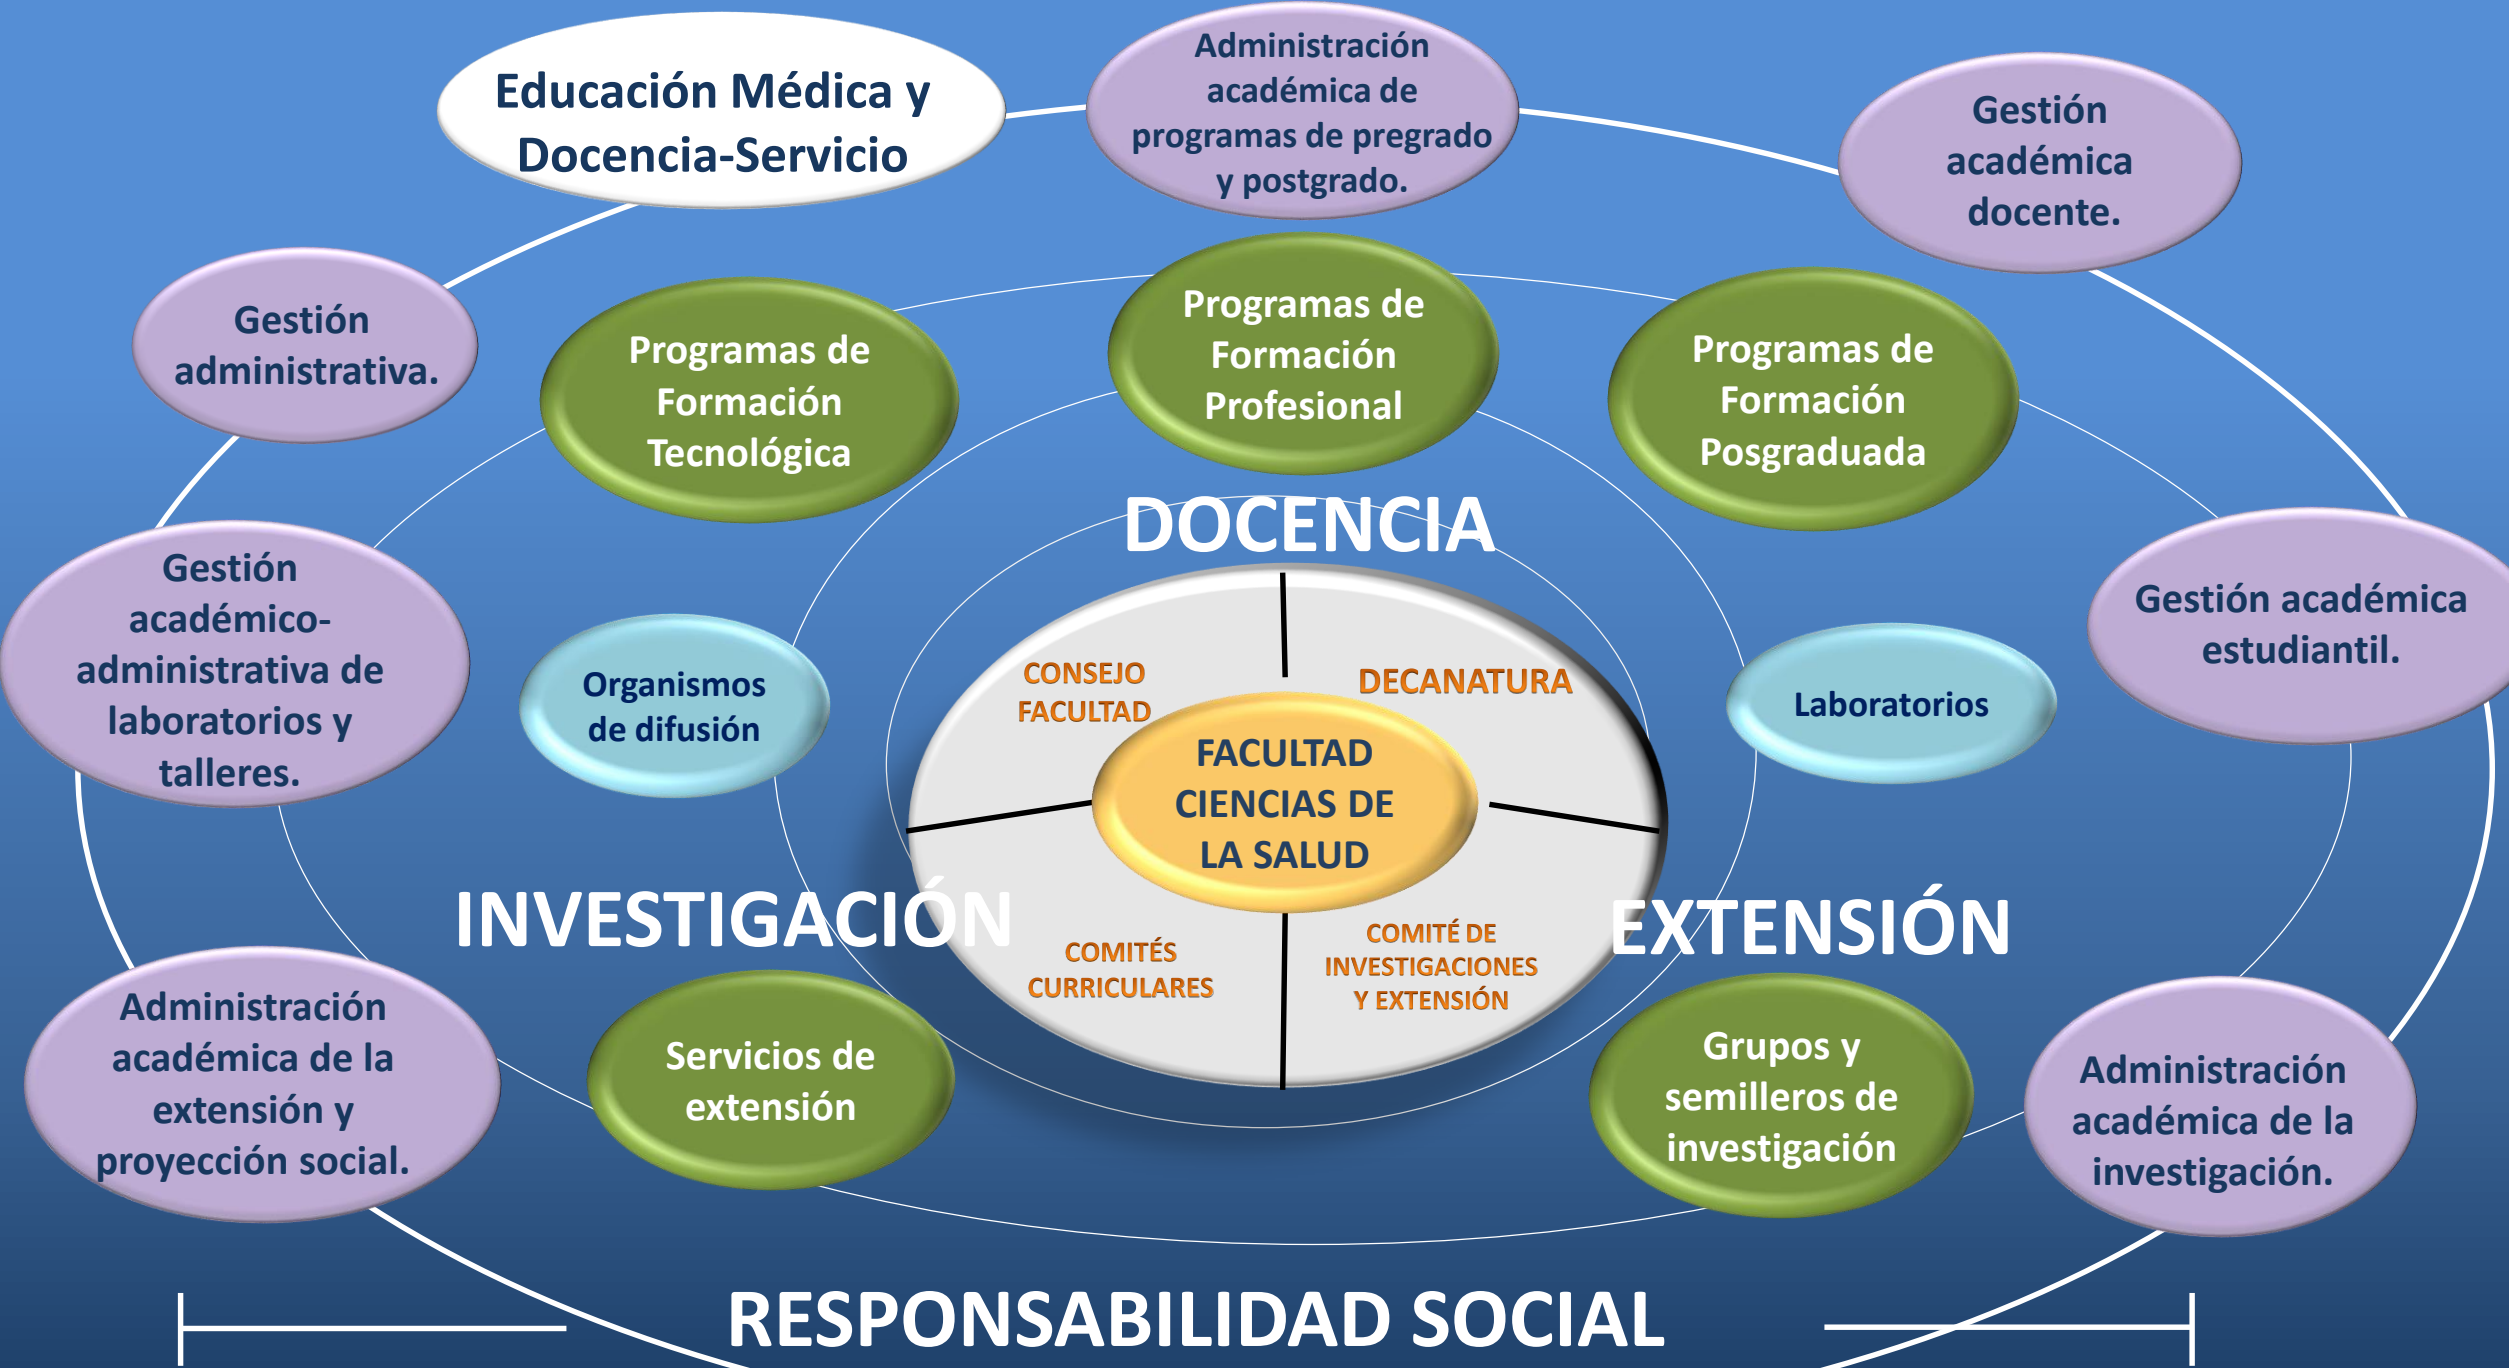 Educación Médica y
Docencia-Servicio
Administración
académica de
programas de pregrado
y postgrado.
Gestión
académica
docente.
Gestión
administrativa.
Programas de
Formación
Tecnológica
Programas de
Formación
Profesional
Programas de
Formación
Posgraduada
DOCENCIA
Gestión
académico-
administrativa de
laboratorios y
talleres.
Organismos
de difusión
CONSEJO
FACULTAD
DECANATURA
Laboratorios
Gestión académica
estudiantil.
FACULTAD
CIENCIAS DE
LA SALUD
INVESTIGACIÓN
EXTENSIÓN
COMITÉS
CURRICULARES
COMITÉ DE
INVESTIGACIONES
Y EXTENSIÓN
Administración
académica de la
extensión y
proyección social.
Servicios de
extensión
Grupos y
semilleros de
investigación
Administración
académica de la
investigación.
RESPONSABILIDAD SOCIAL